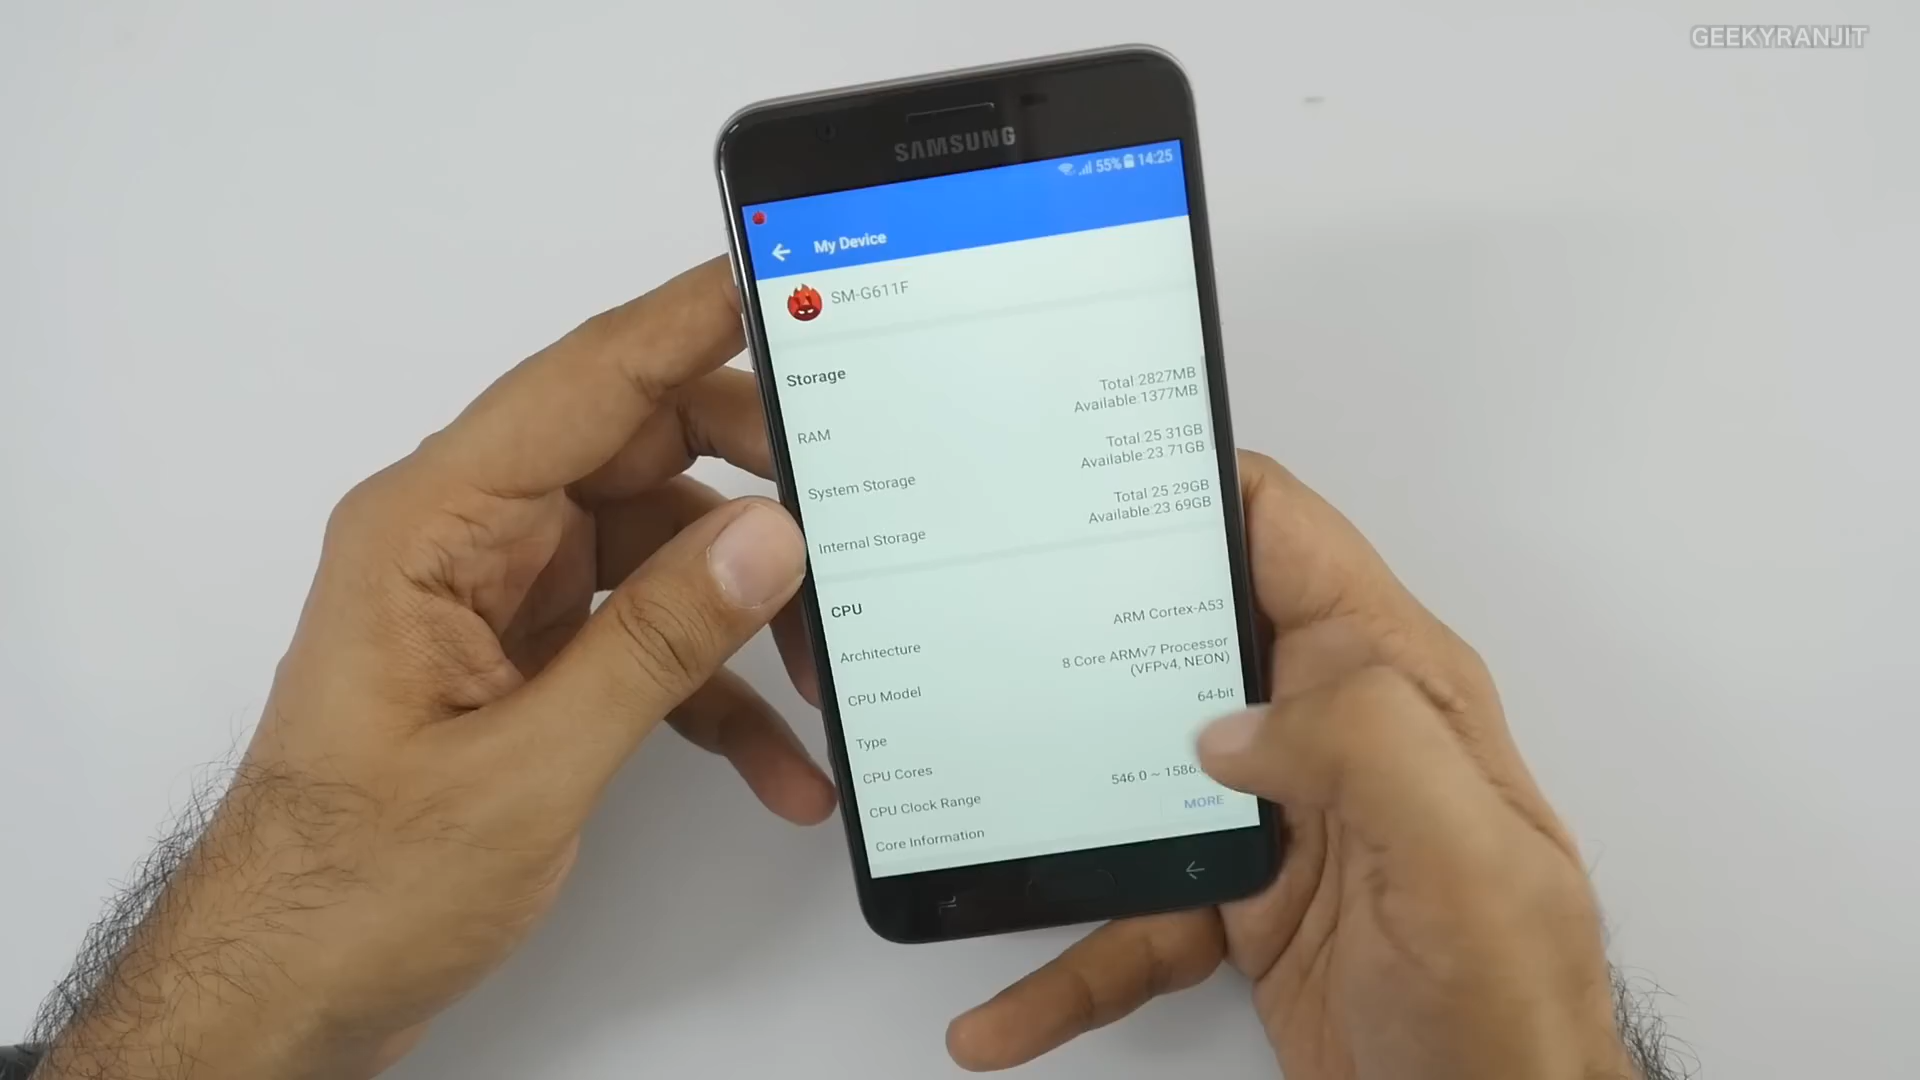 GEEKYRANJIT
SAMSUNG
55% 14:25
My Device
SM-G611F
Storage
Total:2827MB
Available:1377MB
RAM
Total:25.31GB
Available:23.71GB
System Storage
Total:25.29GB
Available:23.69GB
Internal Storage
CPU
ARM Cortex-A53
Architecture
8 Core ARMv7 Processor
(VFPv4, NEON)
CPU Model
64-bit
Type
CPU Cores
546.0 ~ 1586.
CPU Clock Range
MORE
Core Information